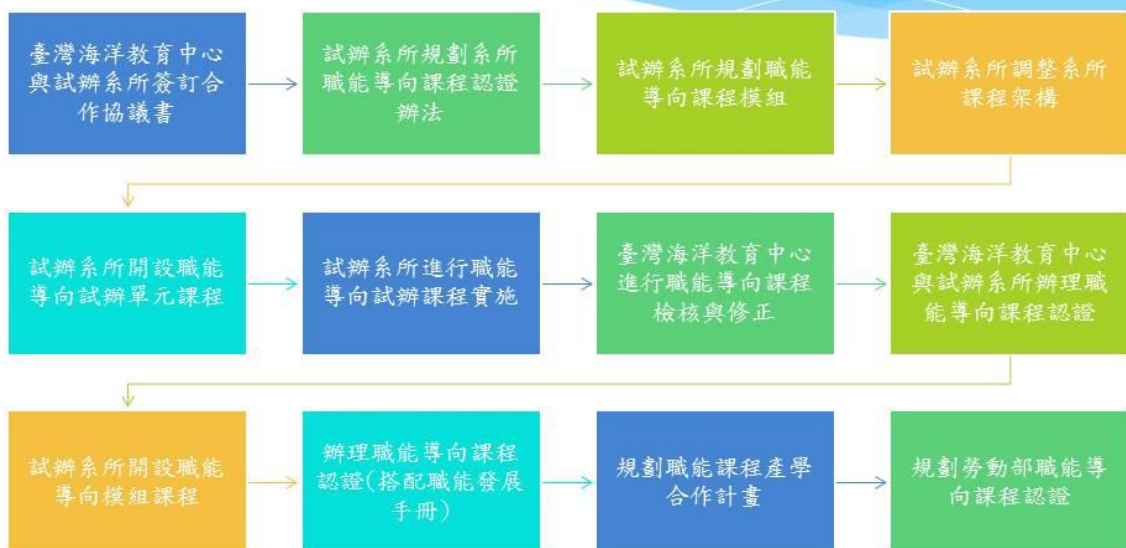 臺灣海洋教育中心
與試辦系所簽訂合
作協議書
試辦系所規劃系所
職能導向課程認證
辦法
試辦系所規劃職能
導向課程模組
試辦系所調整系所
課程架構
試辦系所開設職能
導向試辦單元課程
試辦系所進行職能
導向試辦課程實施
臺灣海洋教育中心
進行職能導向課程
檢核與修正
臺灣海洋教育中心
與試辦系所辦理職
能導向課程認證
試辦系所開設職能
導向模組課程
辦理職能導向課程
認證(搭配職能發展
手冊)
規劃職能課程產學
合作計畫
規劃勞動部職能導
向課程認證